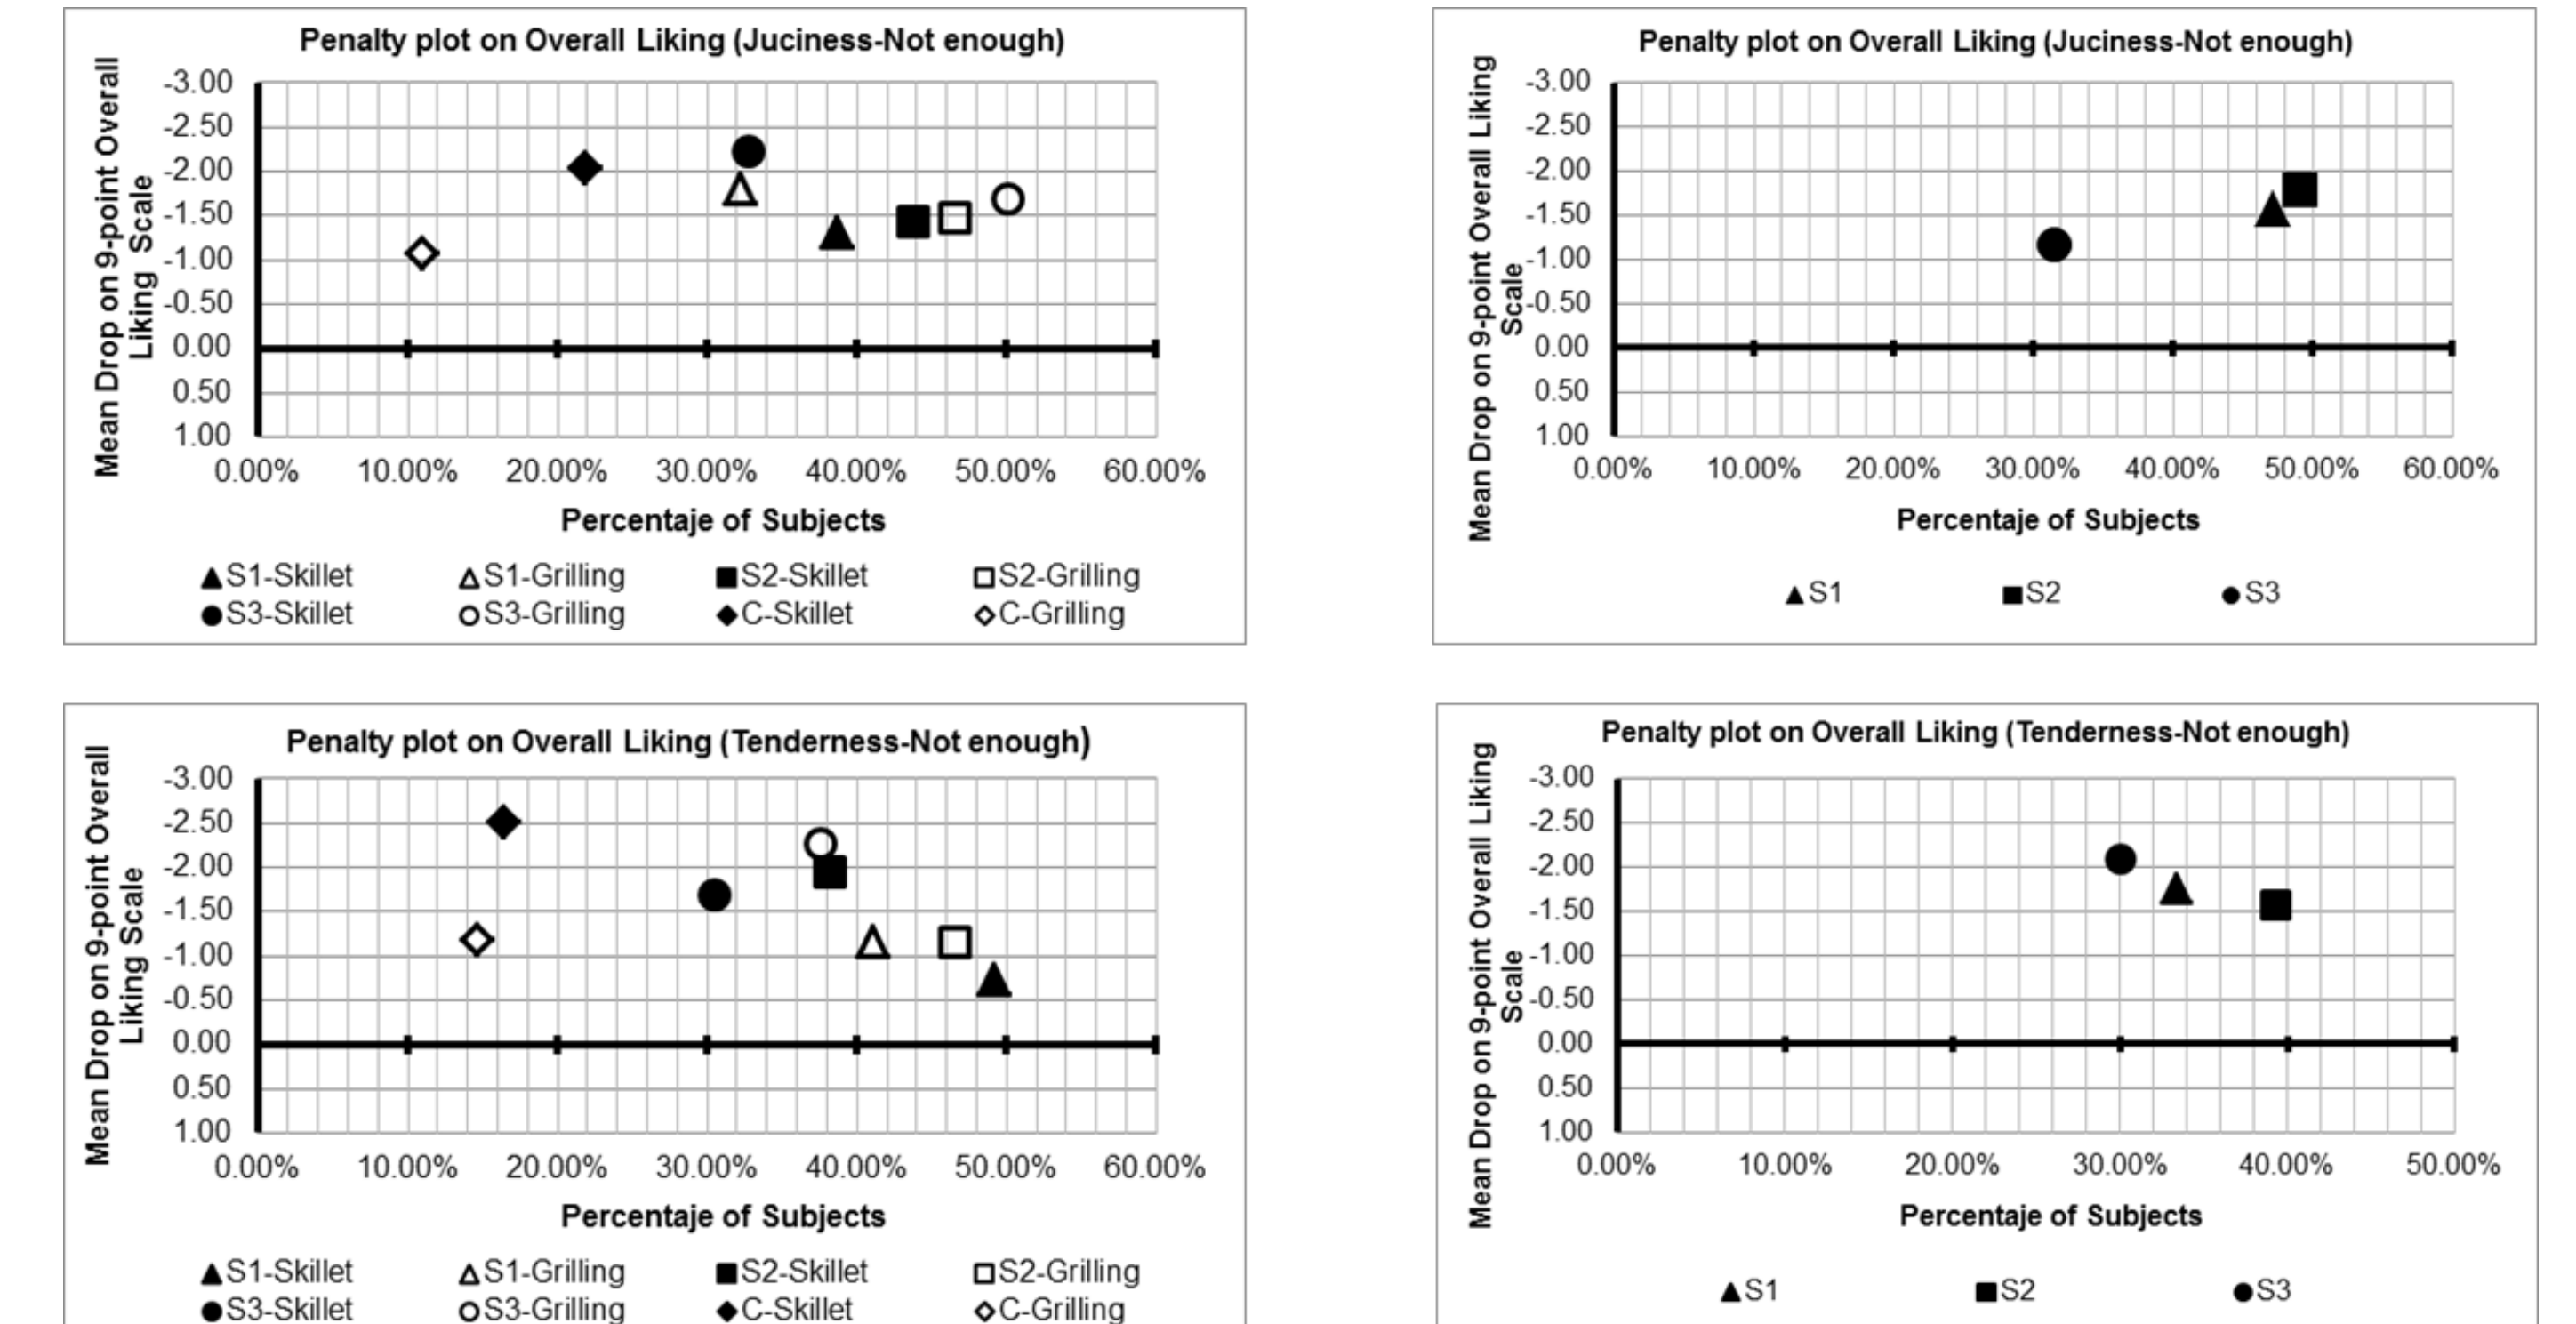 Penalty plot on Overall Liking (Juciness-Not enough)
Mean Drop on 9-point Overall
Liking Scale
-3.00
-2.50
-2.00
-1.50
-1.00
-0.50
0.00
0.50
1.00
0.00% 10.00% 20.00% 30.00% 40.00% 50.00% 60.00%
Percentaje of Subjects
S1-Skillet S1-Grilling S2-Skillet S2-Grilling
S3-Skillet S3-Grilling C-Skillet C-Grilling
Penalty plot on Overall Liking (Juciness-Not enough)
Mean Drop on 9-point Overall Liking
Scale
-3.00
-2.50
-2.00
-1.50
-1.00
-0.50
0.00
0.50
1.00
0.00% 10.00% 20.00% 30.00% 40.00% 50.00% 60.00%
Percentaje of Subjects
S1 S2 S3
Penalty plot on Overall Liking (Tenderness-Not enough)
Mean Drop on 9-point Overall
Liking Scale
-3.00
-2.50
-2.00
-1.50
-1.00
-0.50
0.00
0.50
1.00
0.00% 10.00% 20.00% 30.00% 40.00% 50.00% 60.00%
Percentaje of Subjects
S1-Skillet S1-Grilling S2-Skillet S2-Grilling
S3-Skillet S3-Grilling C-Skillet C-Grilling
Penalty plot on Overall Liking (Tenderness-Not enough)
Mean Drop on 9-point Overall Liking
Scale
-3.00
-2.50
-2.00
-1.50
-1.00
-0.50
0.00
0.50
1.00
0.00% 10.00% 20.00% 30.00% 40.00% 50.00%
Percentaje of Subjects
S1 S2 S3